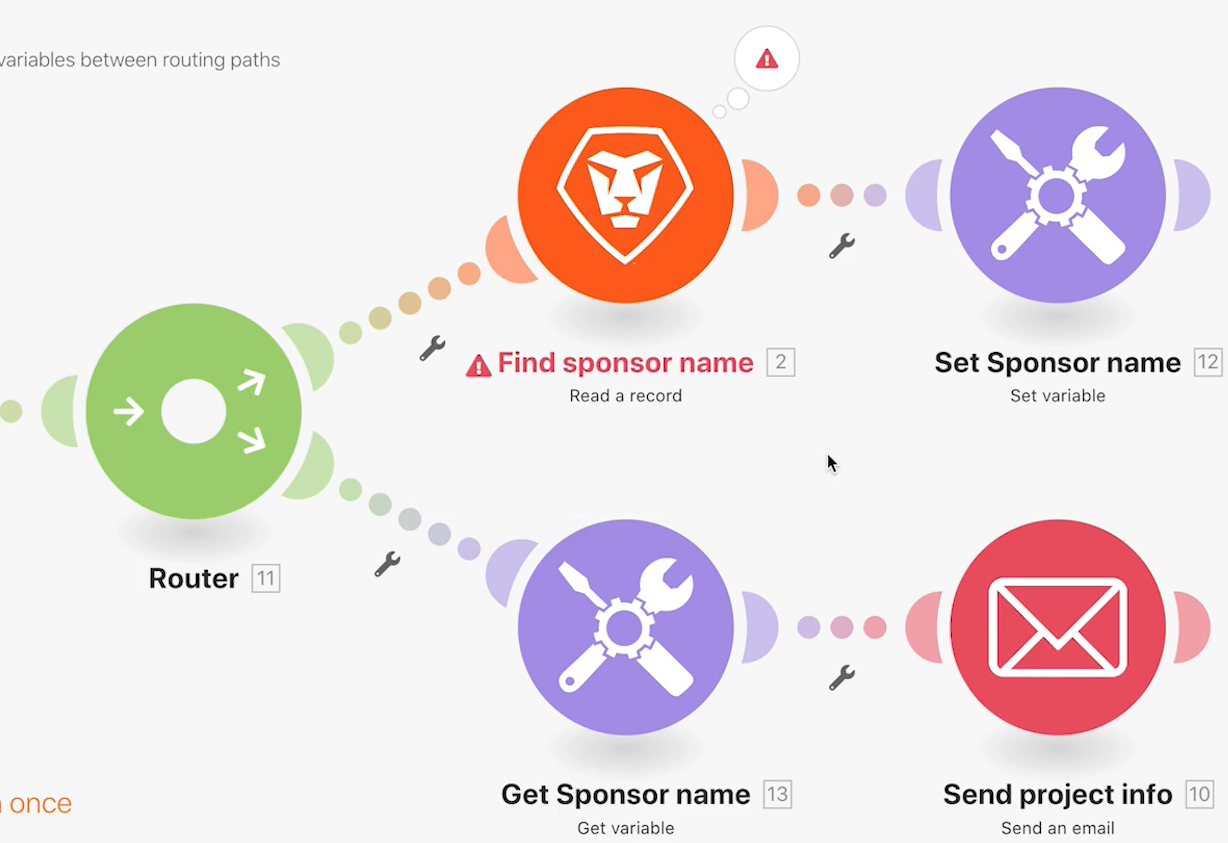 variables between routing paths
Find sponsor name 2
Read a record
Set Sponsor name 12
Set variable
Router 11
Get Sponsor name 13
Get variable
Send project info 10
Send an email
once